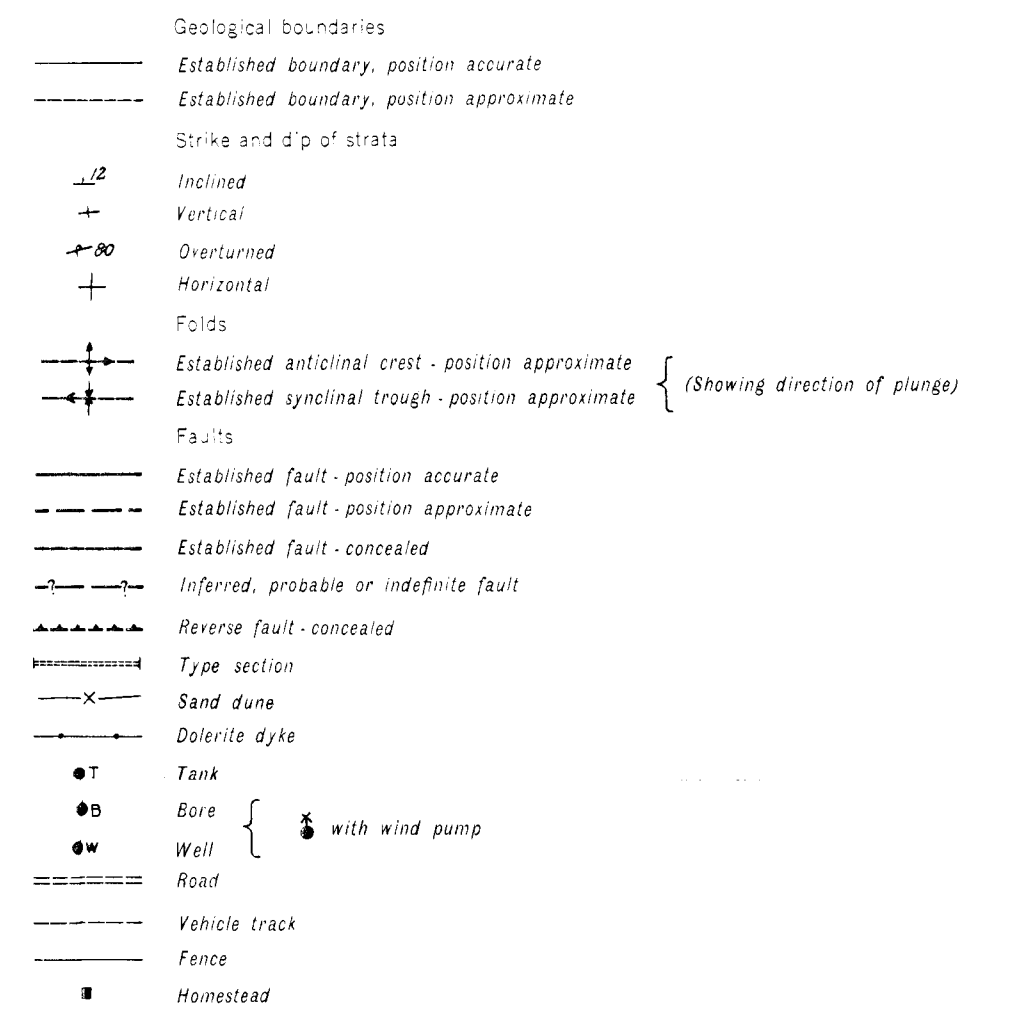 Geological boundaries
Established boundary, position accurate
Established boundary, position approximate
Strike and dip of strata
12 Inclined
Vertical
80 Overturned
Horizontal
Folds
Established anticlinal crest - position approximate
(Showing direction of plunge)
Established synclinal trough - position approximate
Faults
Established fault - position accurate
Established fault - position approximate
Established fault - concealed
? ? Inferred, probable or indefinite fault
Reverse fault - concealed
Type section
Sand dune
Dolerite dyke
T Tank
B Bore
with wind pump
W Well
Road
Vehicle track
Fence
Homestead